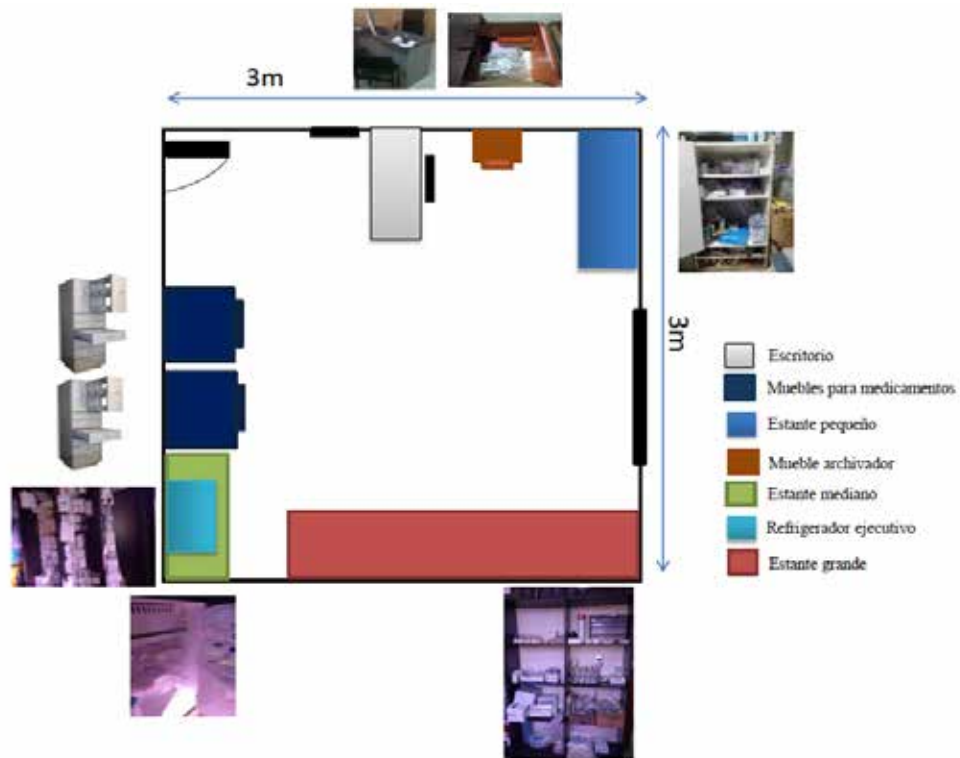 3m
3m
Escritorio
Muebles para medicamentos
Estante pequeño
Mueble archivador
Estante mediano
Refrigerador ejecutivo
Estante grande